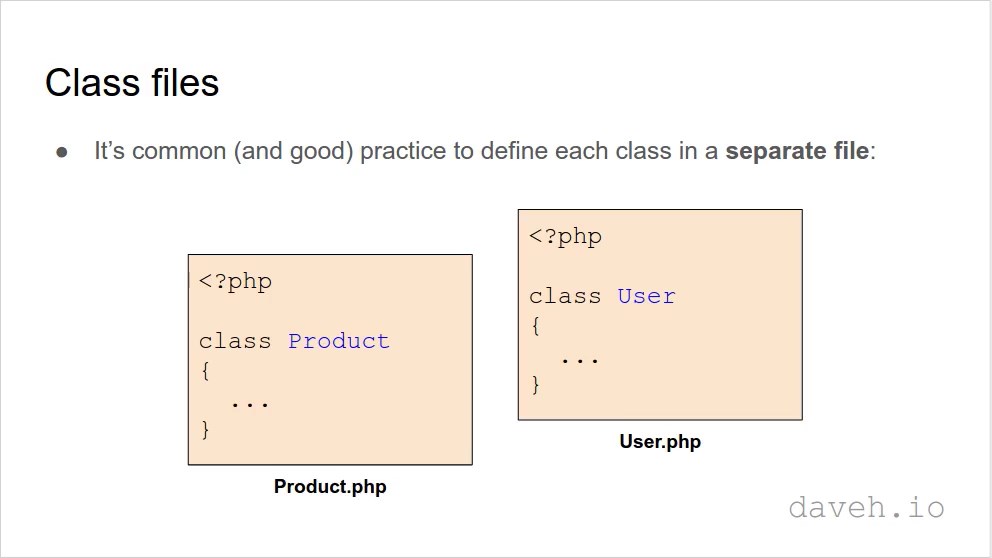 Class files
● It’s common (and good) practice to define each class in a separate file:
<?php
class Product
{
...
}
Product.php
<?php
class User
{
...
}
User.php
daveh.io